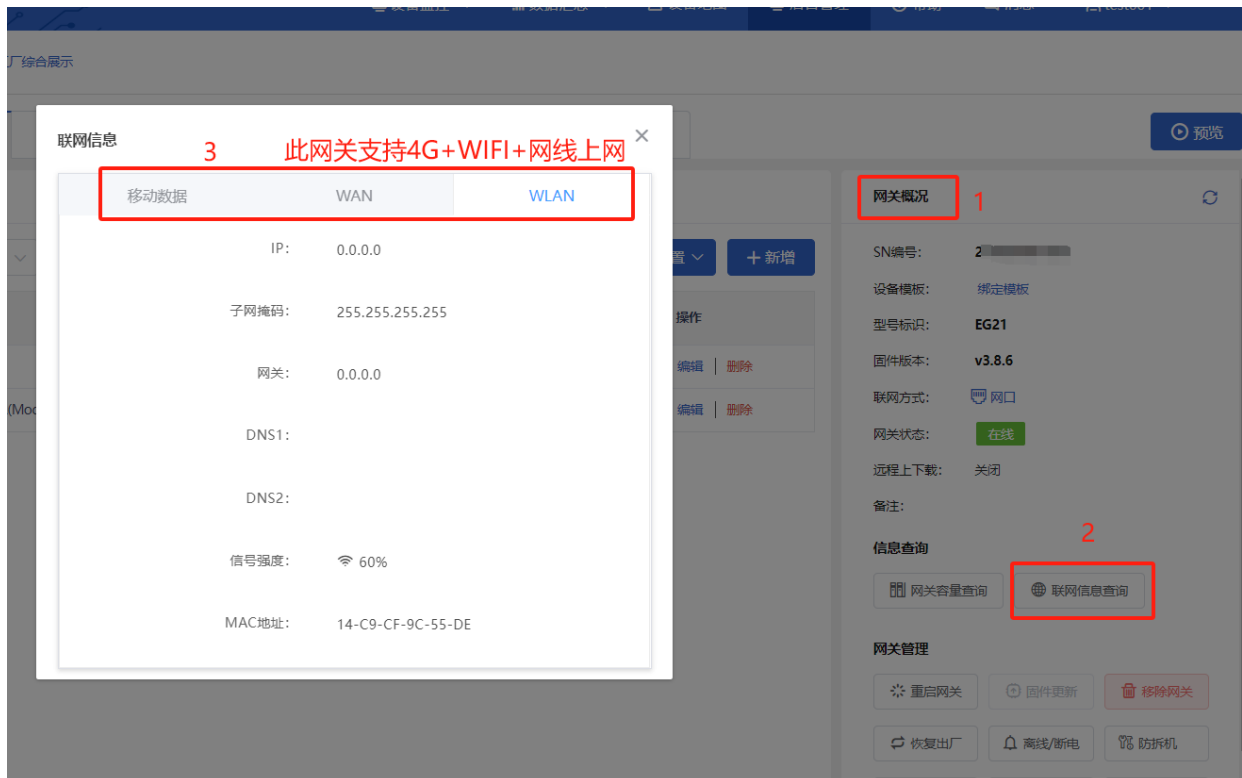 厂综合展示
预览
联网信息
3 此网关支持4G+WIFI+网线上网
移动数据 WAN WLAN
IP: 0.0.0.0
子网掩码: 255.255.255.255
网关: 0.0.0.0
DNS1:
DNS2:
信号强度: 60%
MAC地址: 14-C9-CF-9C-55-DE
置 新增
操作
编辑 删除
(Moc 编辑 删除
网关概况 1
SN编号: 2
设备模板: 绑定模板
型号标识: EG21
固件版本: v3.8.6
联网方式: 网口
网关状态: 在线
远程上下载: 关闭
备注:
2
信息查询
网关容量查询 联网信息查询
网关管理
重启网关 固件更新 移除网关
恢复出厂 离线/断电 防拆机